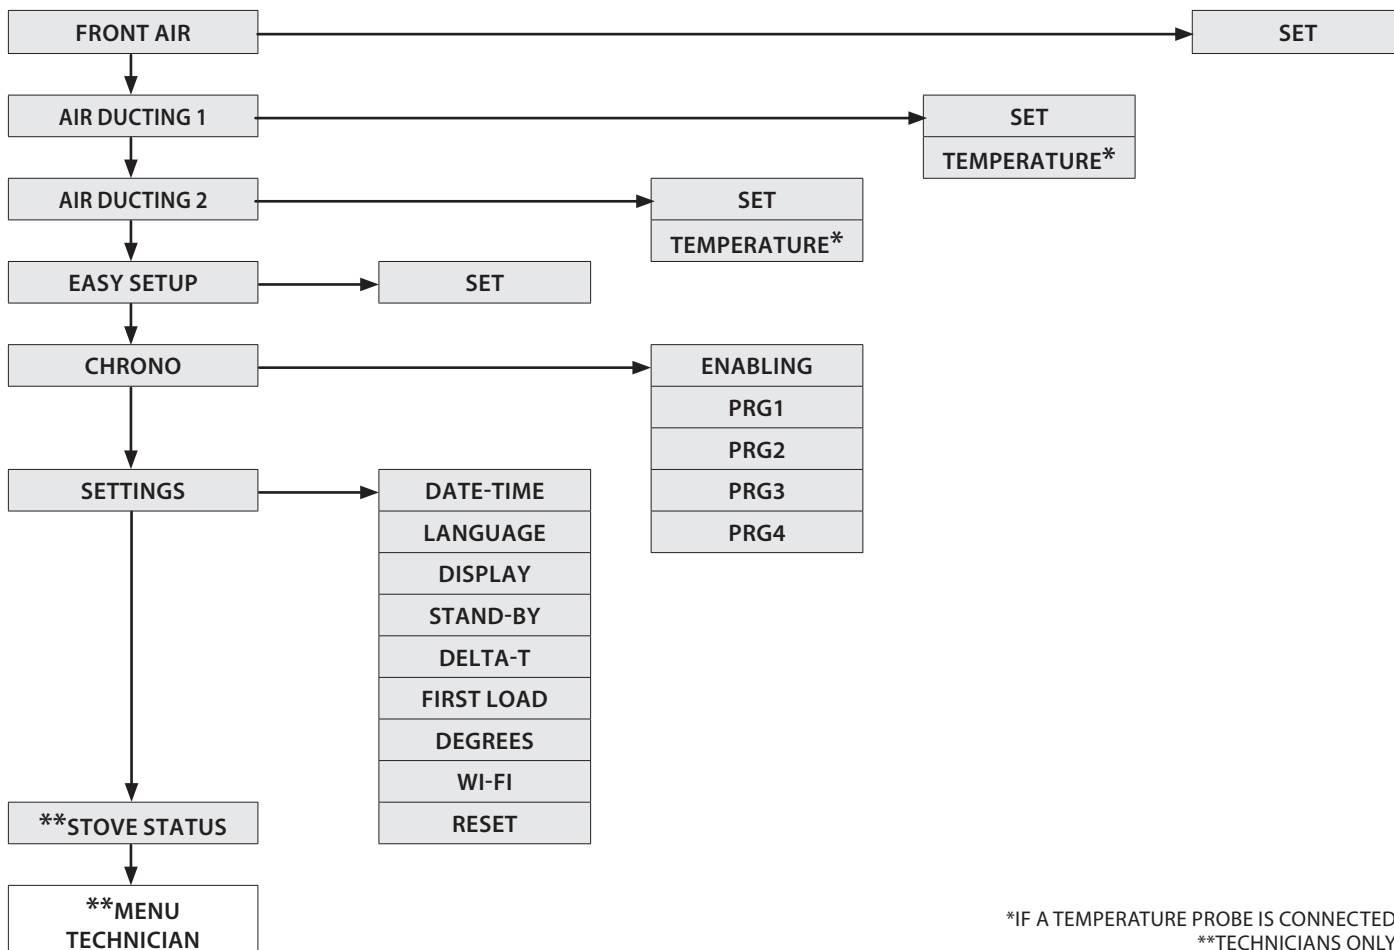 FRONT AIR
SET
AIR DUCTING 1
SET
TEMPERATURE*
AIR DUCTING 2
SET
TEMPERATURE*
EASY SETUP
SET
CHRONO
ENABLING
PRG1
PRG2
PRG3
PRG4
SETTINGS
DATE-TIME
LANGUAGE
DISPLAY
STAND-BY
DELTA-T
FIRST LOAD
DEGREES
WI-FI
RESET
**STOVE STATUS
**MENU
TECHNICIAN
*IF A TEMPERATURE PROBE IS CONNECTED
**TECHNICIANS ONLY